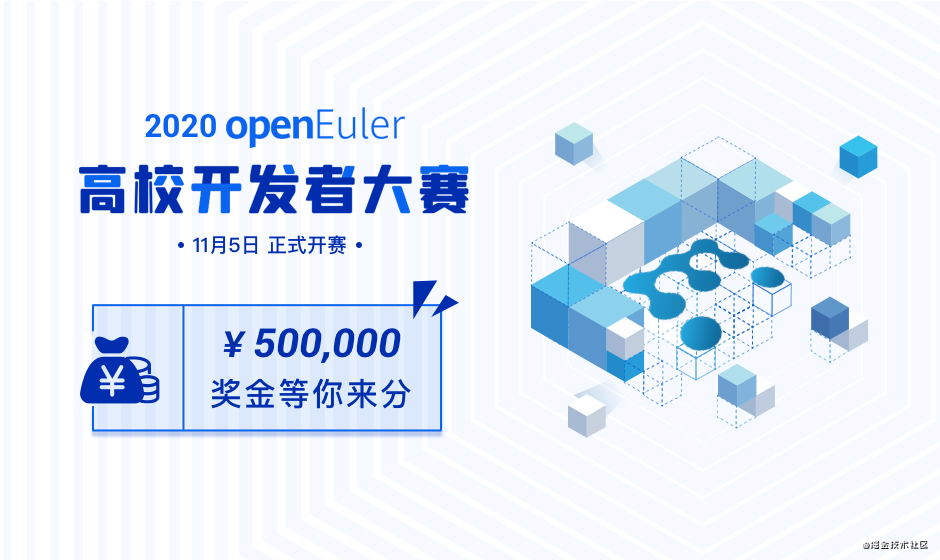 2020 openEuler
高校开发者大赛
• 11月5日 正式开赛 •
¥ 500,000
¥
奖金等你来分
@掘金技术社区